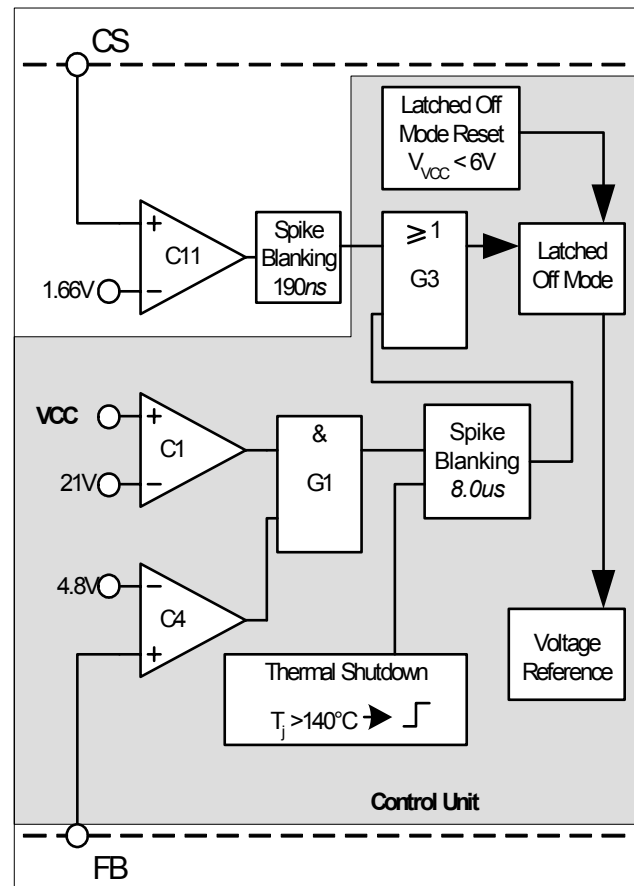 CS
Latched Off
Mode Reset
V_VCC < 6V
+
C11
−
1.66V
Spike
Blanking
190ns
≥ 1
G3
Latched
Off Mode
VCC
+
C1
−
21V
&
G1
Spike
Blanking
8.0us
4.8V
−
C4
+
Thermal Shutdown
T_j >140°C
Voltage
Reference
Control Unit
FB